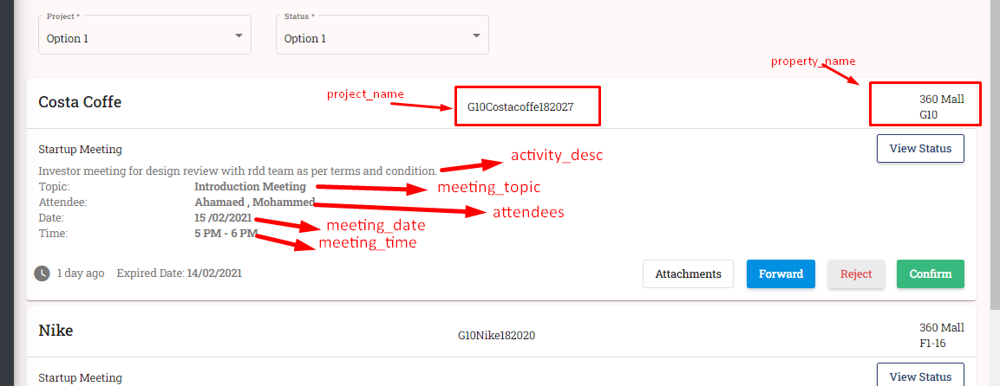 Project *
Status *
Option 1
Option 1
property_name
project_name
Costa Coffe
G10Costacoffe182027
360 Mall
G10
Startup Meeting
View Status
Investor meeting for design review with rdd team as per terms and condition.
activity_desc
Topic:
Introduction Meeting
meeting_topic
Attendee:
Ahamaed , Mohammed
attendees
Date:
15 /02/2021
meeting_date
Time:
5 PM - 6 PM
meeting_time
1 day ago
Expired Date: 14/02/2021
Attachments
Forward
Reject
Confirm
Nike
G10Nike182020
360 Mall
F1-16
Startup Meeting
View Status